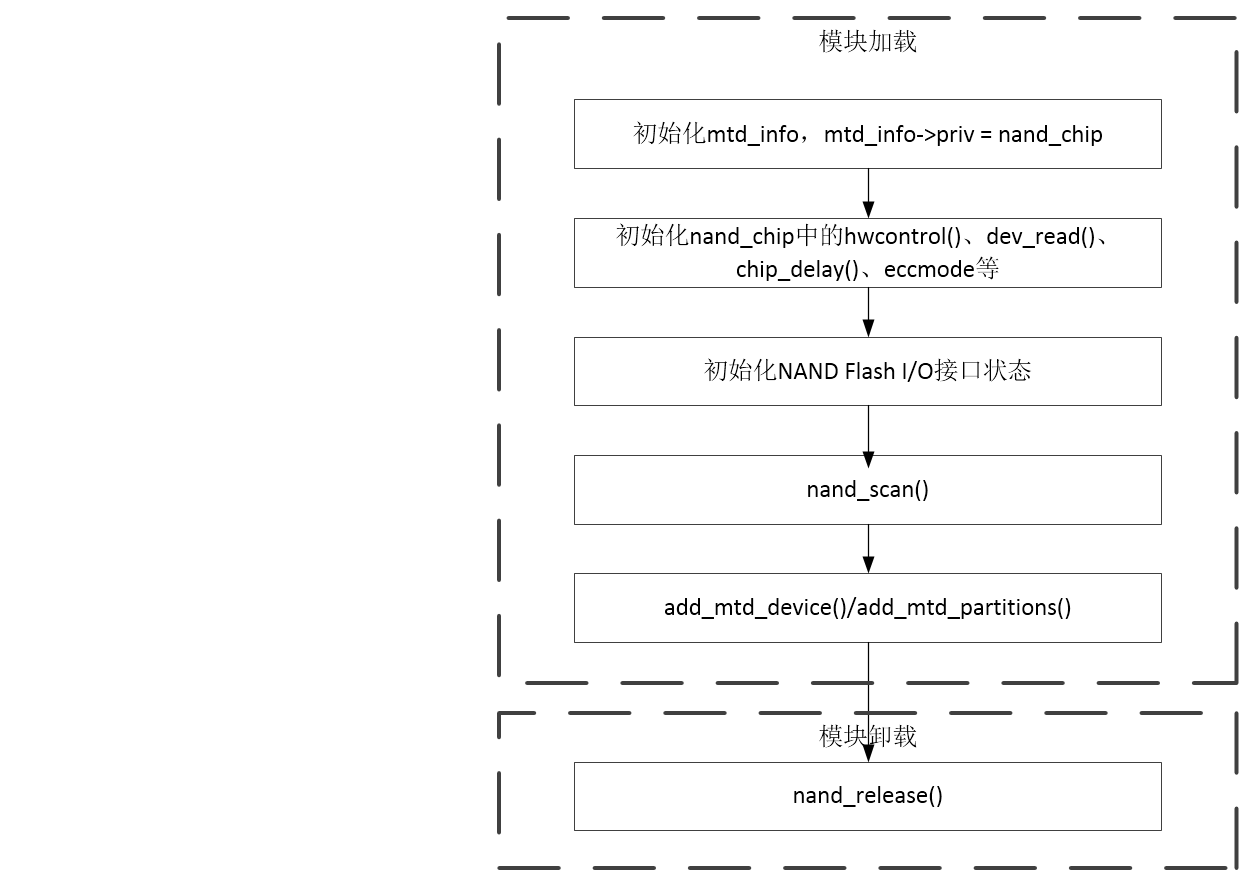 模块加载
初始化mtd_info，mtd_info->priv = nand_chip
初始化nand_chip中的hwcontrol()、dev_read()、
chip_delay()、eccmode等
初始化NAND Flash I/O接口状态
nand_scan()
add_mtd_device()/add_mtd_partitions()
模块卸载
nand_release()